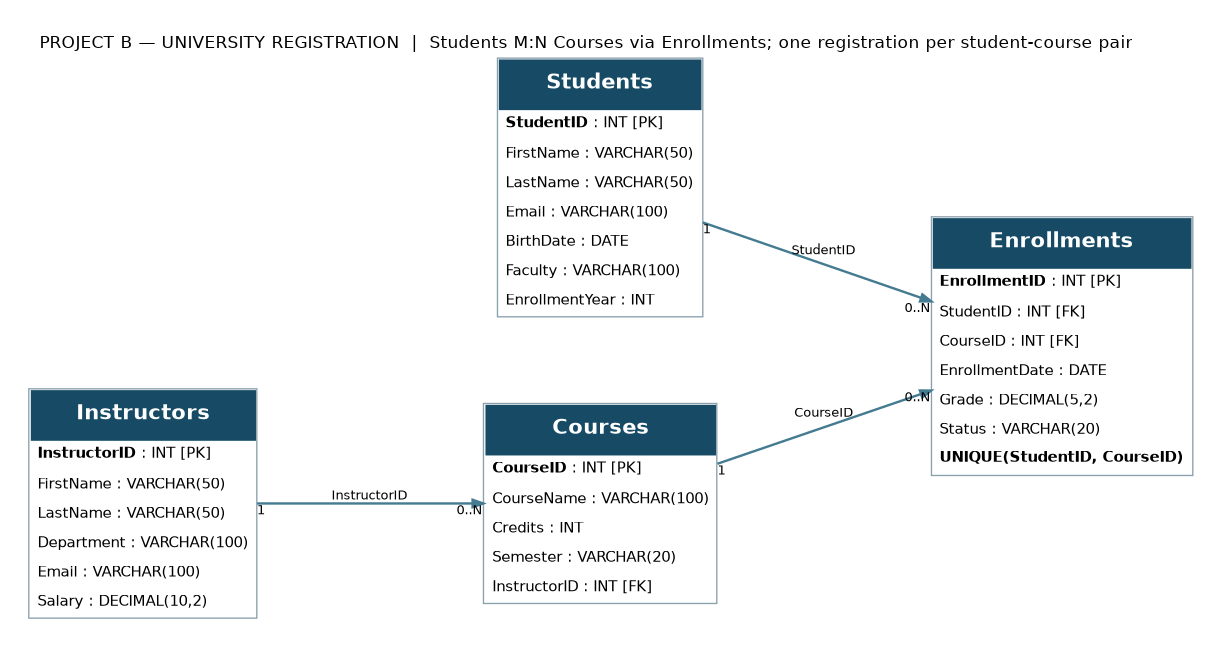 PROJECT B — UNIVERSITY REGISTRATION | Students M:N Courses via Enrollments; one registration per student-course pair
Students
StudentID : INT [PK]
FirstName : VARCHAR(50)
LastName : VARCHAR(50)
Email : VARCHAR(100)
BirthDate : DATE
Faculty : VARCHAR(100)
EnrollmentYear : INT
1
StudentID
0..N
Enrollments
EnrollmentID : INT [PK]
StudentID : INT [FK]
CourseID : INT [FK]
EnrollmentDate : DATE
Grade : DECIMAL(5,2)
Status : VARCHAR(20)
UNIQUE(StudentID, CourseID)
Instructors
InstructorID : INT [PK]
FirstName : VARCHAR(50)
LastName : VARCHAR(50)
Department : VARCHAR(100)
Email : VARCHAR(100)
Salary : DECIMAL(10,2)
1
InstructorID
0..N
Courses
CourseID : INT [PK]
CourseName : VARCHAR(100)
Credits : INT
Semester : VARCHAR(20)
InstructorID : INT [FK]
1
CourseID
0..N